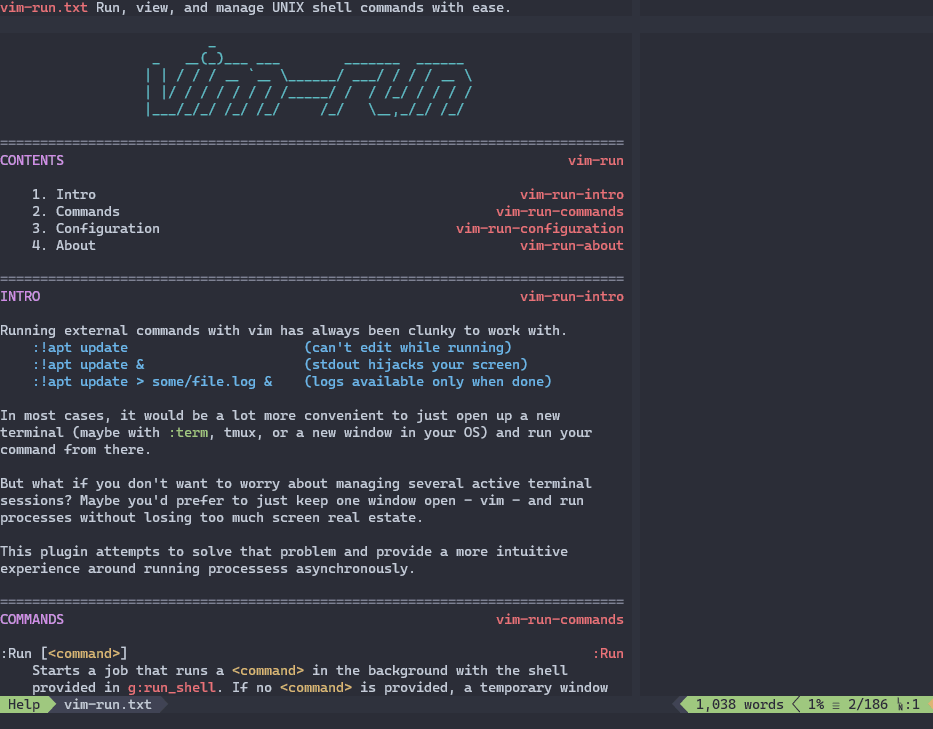 vim-run.txt Run, view, and manage UNIX shell commands with ease.
            _
 _   __(_)___ ___        _______  ______
| | / / / __ `__ \______/ ___/ / / / __ \
| |/ / / / / / / /_____/ /  / /_/ / / / /
|___/_/_/ /_/ /_/     /_/   \__,_/_/ /_/
==============================================================================
CONTENTS vim-run
1. Intro vim-run-intro
2. Commands vim-run-commands
3. Configuration vim-run-configuration
4. About vim-run-about
==============================================================================
INTRO vim-run-intro
Running external commands with vim has always been clunky to work with.
:!apt update (can't edit while running)
:!apt update & (stdout hijacks your screen)
:!apt update > some/file.log & (logs available only when done)
In most cases, it would be a lot more convenient to just open up a new
terminal (maybe with :term, tmux, or a new window in your OS) and run your
command from there.
But what if you don't want to worry about managing several active terminal
sessions? Maybe you'd prefer to just keep one window open - vim - and run
processes without losing too much screen real estate.
This plugin attempts to solve that problem and provide a more intuitive
experience around running processess asynchronously.
==============================================================================
COMMANDS vim-run-commands
:Run [<command>] :Run
Starts a job that runs a <command> in the background with the shell
provided in g:run_shell. If no <command> is provided, a temporary window
Help vim-run.txt 1,038 words 1% ≡ 2/186 ㏑:1